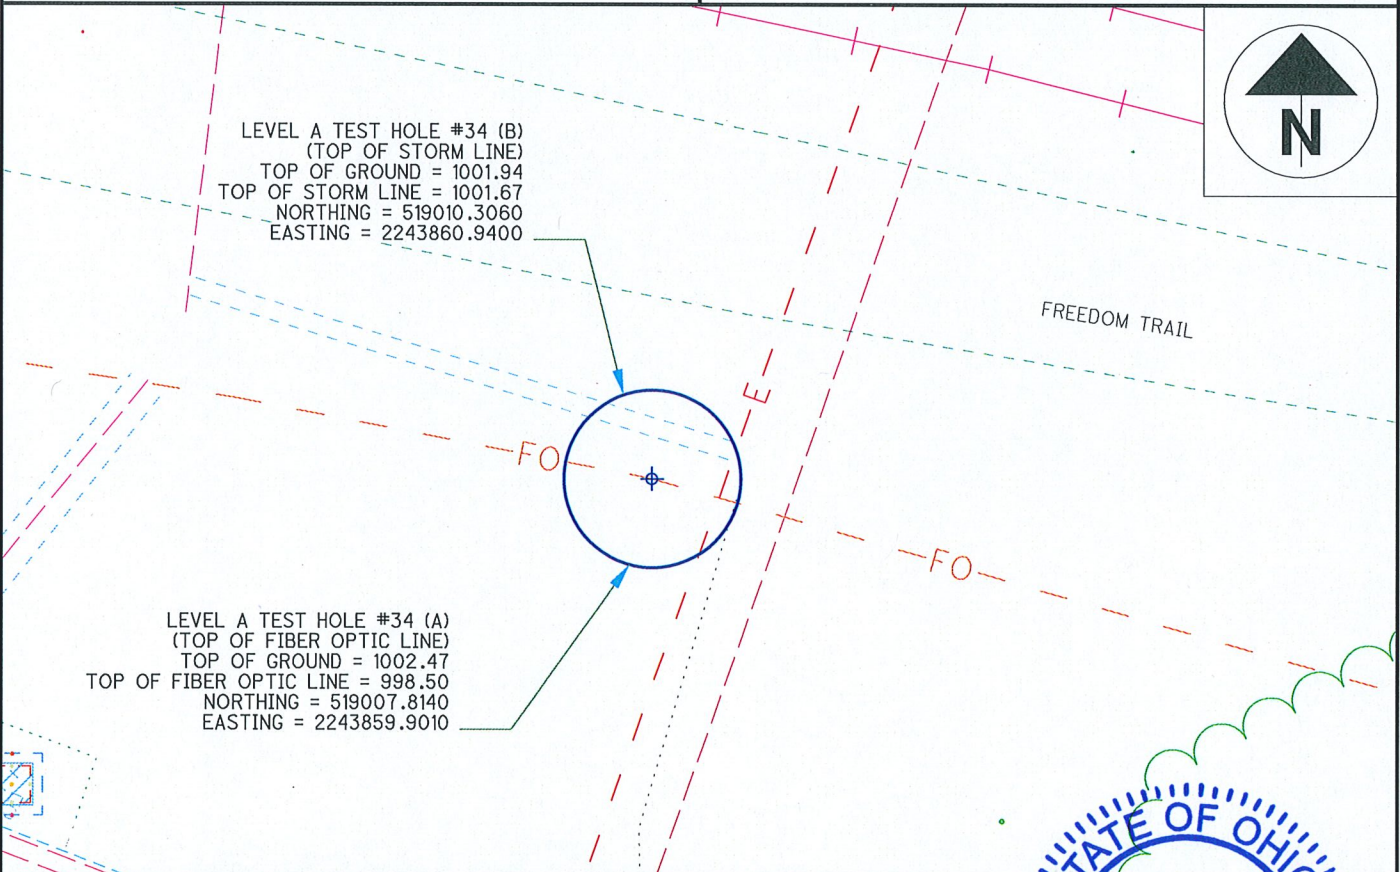 LEVEL A TEST HOLE #34 (B)
(TOP OF STORM LINE)
TOP OF GROUND = 1001.94
TOP OF STORM LINE = 1001.67
NORTHING = 519010.3060
EASTING = 2243860.9400
N
FREEDOM TRAIL
E
FO
FO
LEVEL A TEST HOLE #34 (A)
(TOP OF FIBER OPTIC LINE)
TOP OF GROUND = 1002.47
TOP OF FIBER OPTIC LINE = 998.50
NORTHING = 519007.8140
EASTING = 2243859.9010
TATE OF OHIO